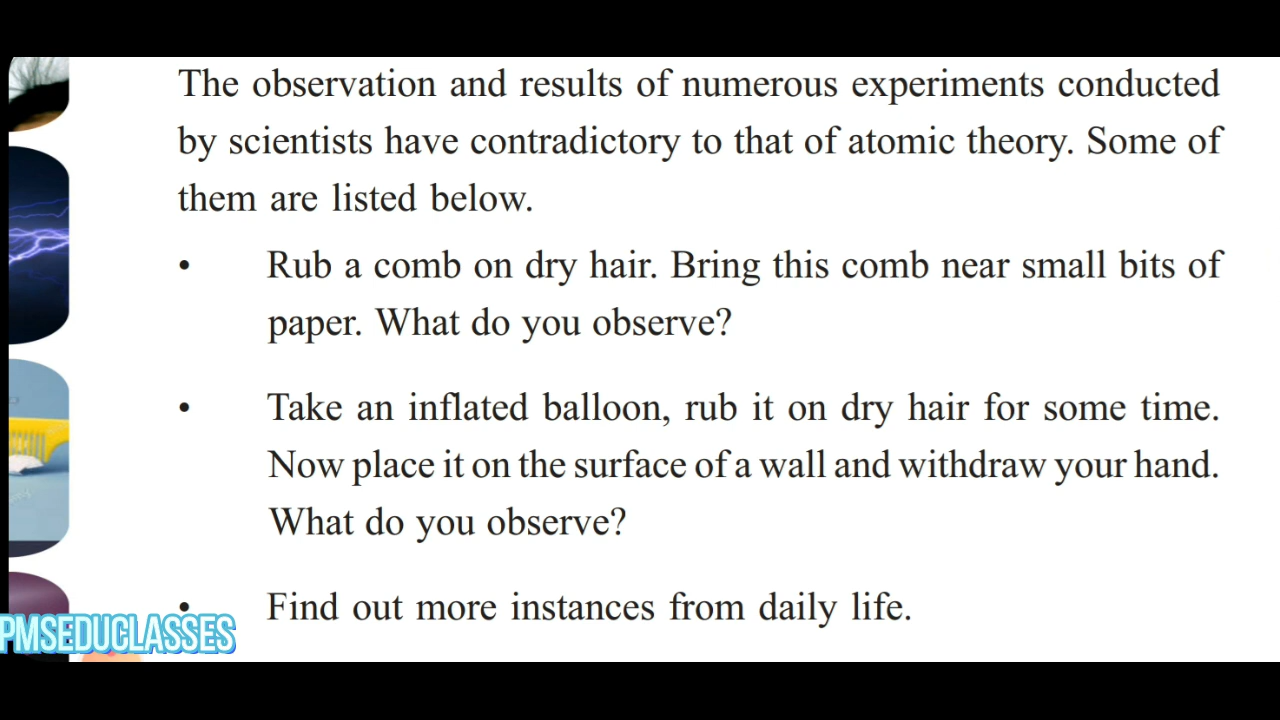 The observation and results of numerous experiments conducted
by scientists have contradictory to that of atomic theory. Some of
them are listed below.
• Rub a comb on dry hair. Bring this comb near small bits of
paper. What do you observe?
• Take an inflated balloon, rub it on dry hair for some time.
Now place it on the surface of a wall and withdraw your hand.
What do you observe?
• Find out more instances from daily life.
PMSEDUCLASSES